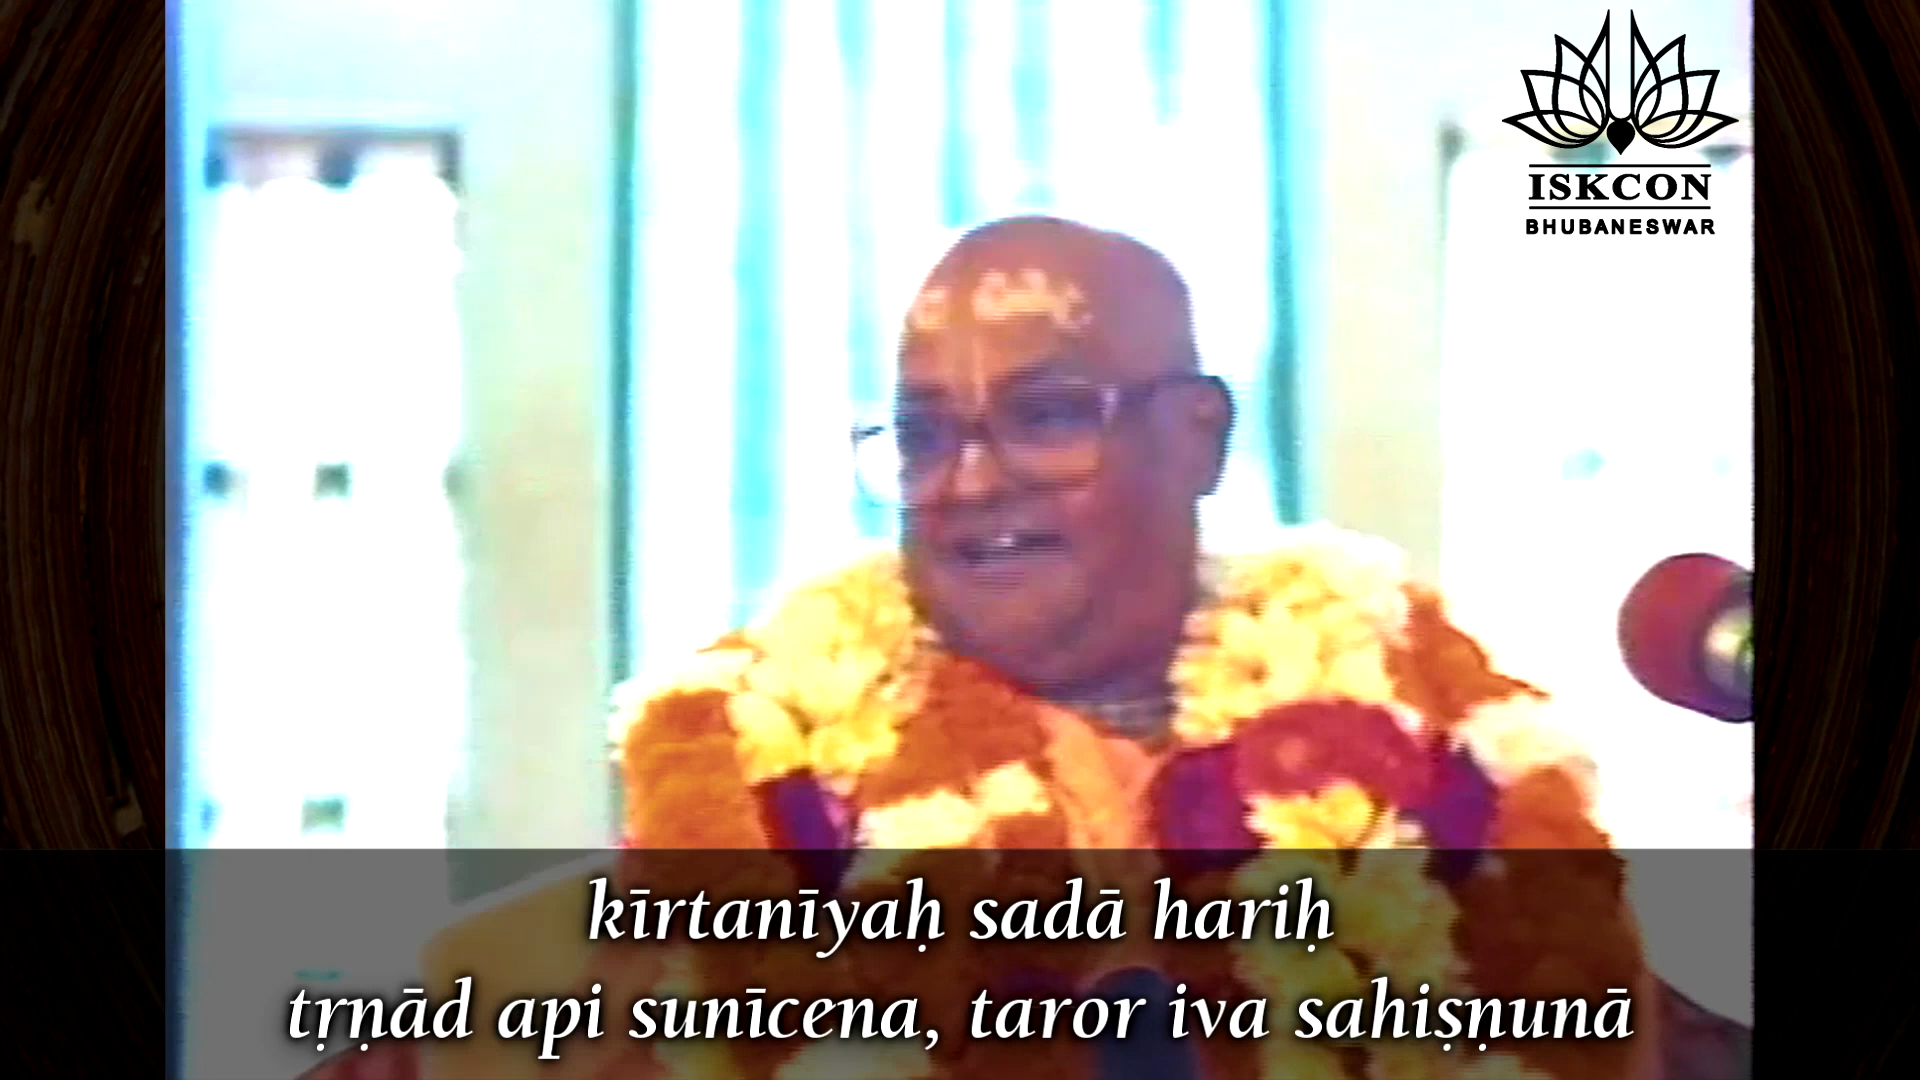 ISKCON
BHUBANESWAR
kīrtanīyaḥ sadā hariḥ
tṛṇād api sunīcena, taror iva sahiṣṇunā